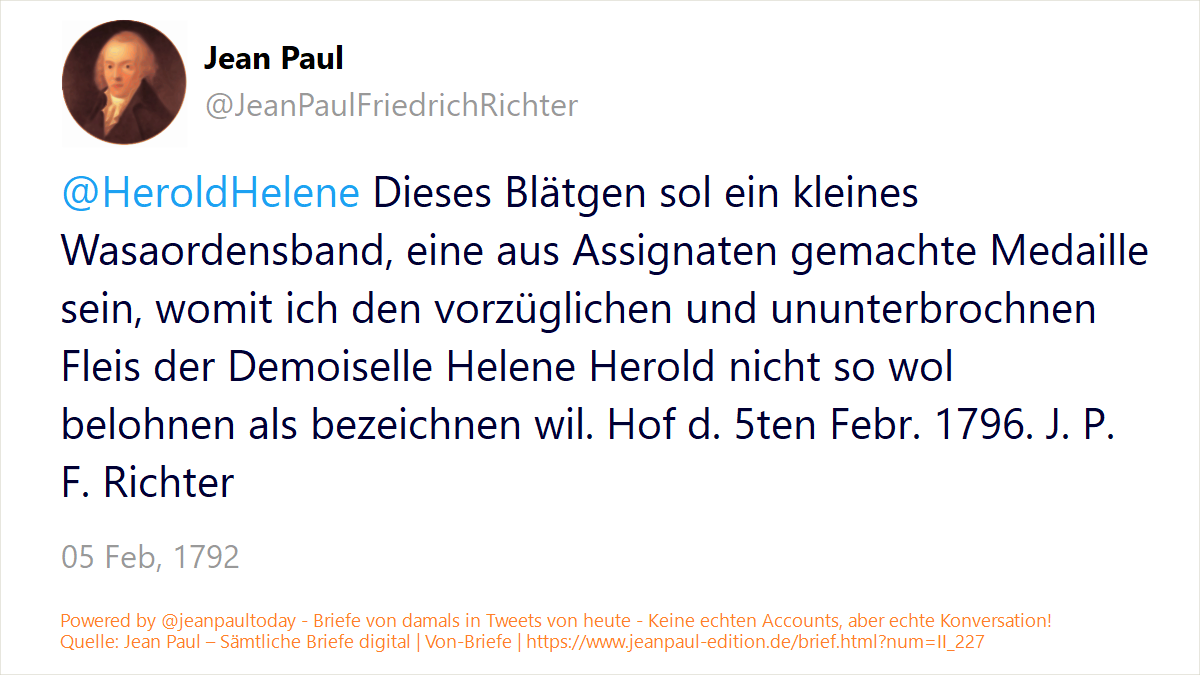 Jean Paul
@JeanPaulFriedrichRichter
@HeroldHelene Dieses Blätgen sol ein kleines
Wasaordensband, eine aus Assignaten gemachte Medaille
sein, womit ich den vorzüglichen und ununterbrochnen
Fleis der Demoiselle Helene Herold nicht so wol
belohnen als bezeichnen wil. Hof d. 5ten Febr. 1796. J. P.
F. Richter
05 Feb, 1792
Powered by @jeanpaultoday - Briefe von damals in Tweets von heute - Keine echten Accounts, aber echte Konversation!
Quelle: Jean Paul – Sämtliche Briefe digital | Von-Briefe | https://www.jeanpaul-edition.de/brief.html?num=II_227